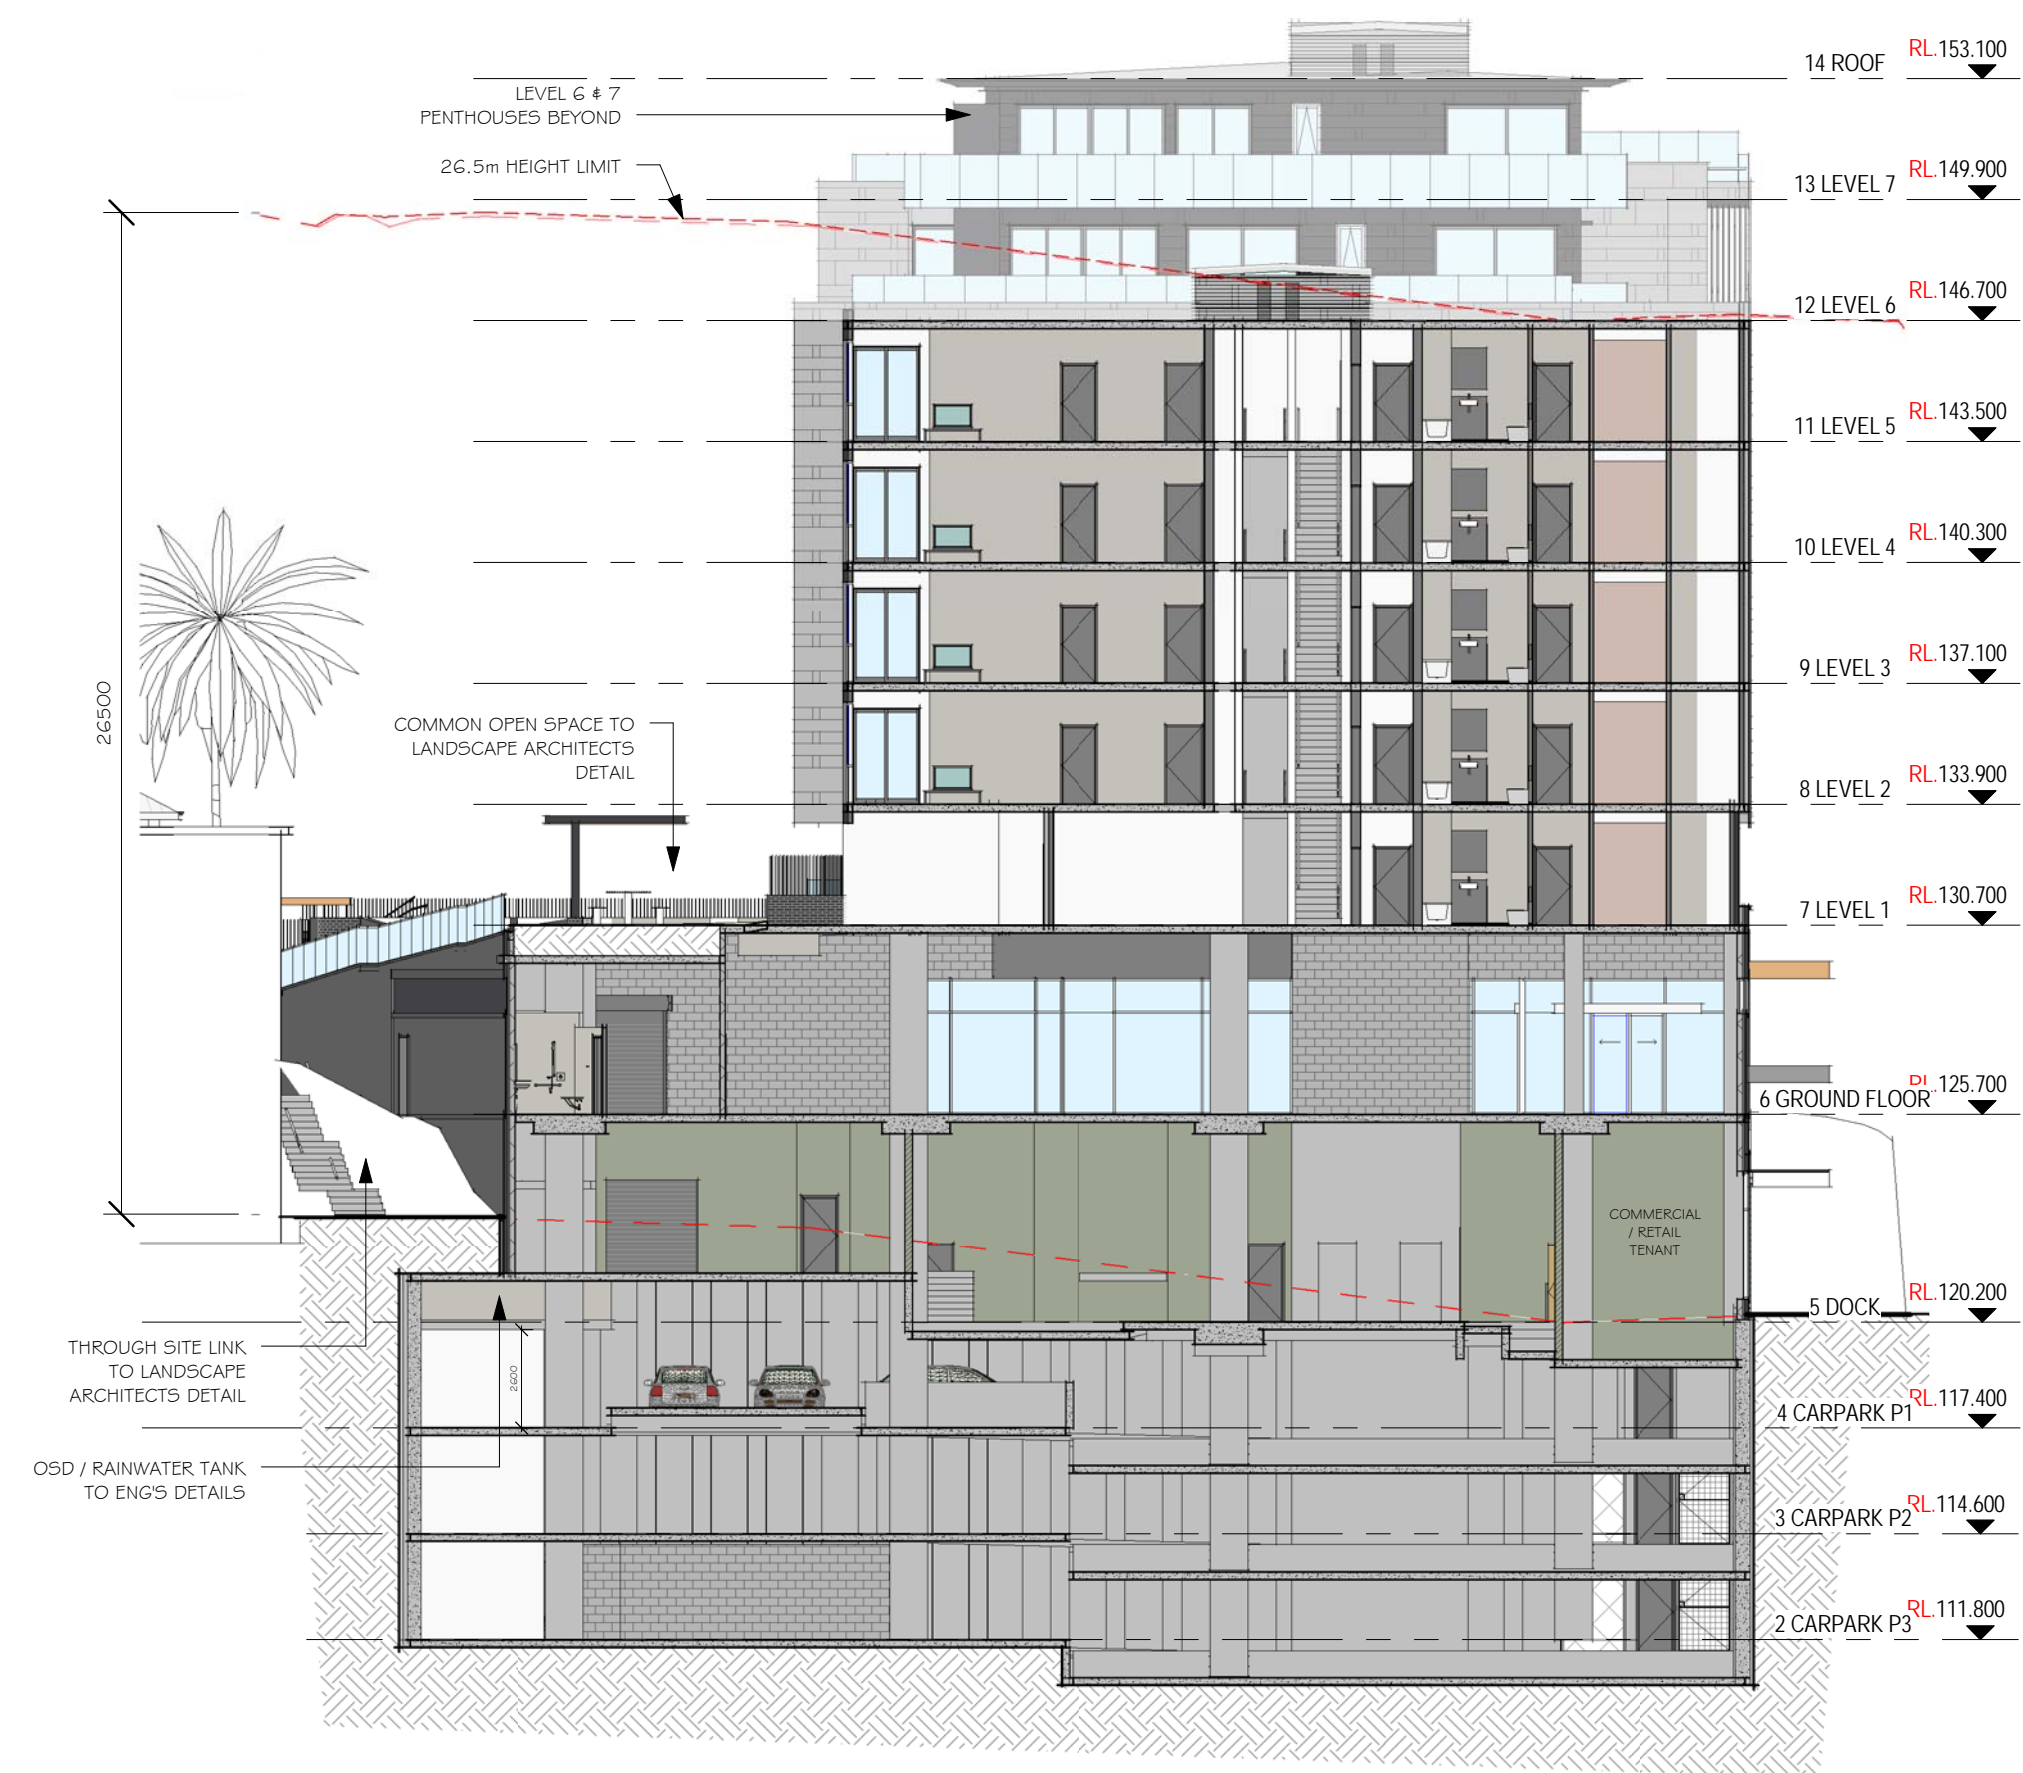 14 ROOF RL.153.100
LEVEL 6 & 7
PENTHOUSES BEYOND
26.5m HEIGHT LIMIT
13 LEVEL 7 RL.149.900
12 LEVEL 6 RL.146.700
11 LEVEL 5 RL.143.500
10 LEVEL 4 RL.140.300
9 LEVEL 3 RL.137.100
26500
COMMON OPEN SPACE TO
LANDSCAPE ARCHITECTS
DETAIL
8 LEVEL 2 RL.133.900
7 LEVEL 1 RL.130.700
6 GROUND FLOOR RL.125.700
COMMERCIAL
/ RETAIL
TENANT
5 DOCK RL.120.200
THROUGH SITE LINK
TO LANDSCAPE
ARCHITECTS DETAIL
2600
4 CARPARK P1 RL.117.400
OSD / RAINWATER TANK
TO ENG'S DETAILS
3 CARPARK P2 RL.114.600
2 CARPARK P3 RL.111.800